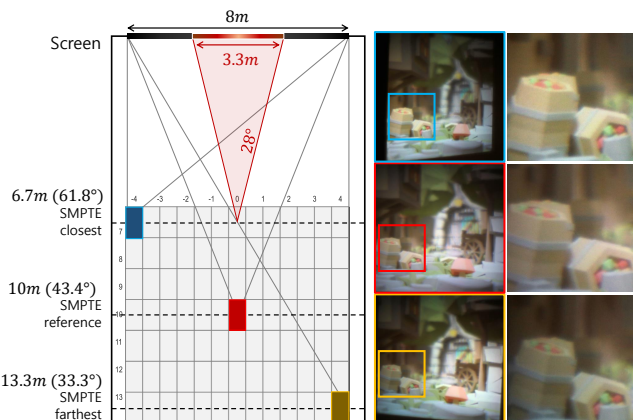 8m
Screen
3.3m
28°
6.7m (61.8°)
SMPTE
closest
-4 -3 -2 -1 0 1 2 3 4
7
8
9
10m (43.4°)
SMPTE
reference
10
11
12
13.3m (33.3°)
SMPTE
farthest
13